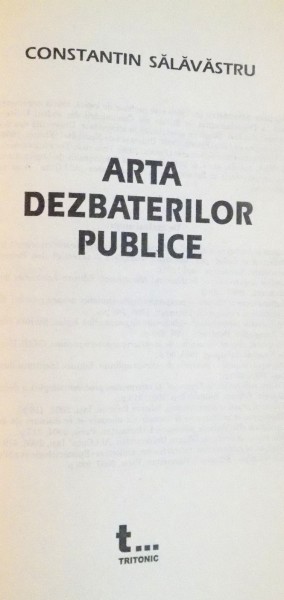 CONSTANTIN SĂLĂVĂSTRU
ARTA
DEZBATERILOR
PUBLICE
t...
TRITONIC